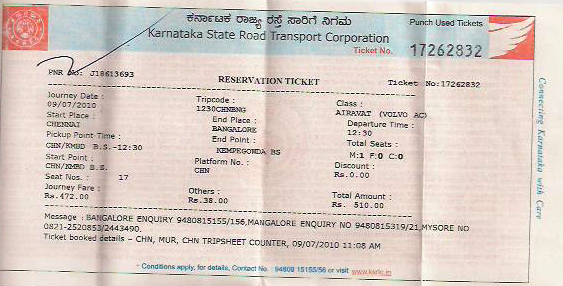 ಕರ್ನಾಟಕ ರಾಜ್ಯ ರಸ್ತೆ ಸಾರಿಗೆ ನಿಗಮ
Punch Used Tickets
Karnataka State Road Transport Corporation
Ticket No. 17262832
PNR No: J18613693
RESERVATION TICKET
Ticket No:17262832
Journey Date : Tripcode : Class :
09/07/2010 1230CHNBNG AIRAVAT (VOLVO AC)
Start Place : End Place : Departure Time :
CHENNAI BANGALORE 12:30
Pickup Point-Time : End Point : Total Seats :
CHN/KMBD B.S.-12:30 KEMPEGONDA BS M:1 F:0 C:0
Start Point : Platform No. : Discount :
CHN/KMBD B.S. CHN Rs.0.00
Seat Nos. : 17
Journey Fare : Others : Total Amount :
Rs.472.00 Rs.38.00 Rs. 510.00
Message : BANGALORE ENQUIRY 9480815155/156,MANGALORE ENQUIRY NO 9480815319/21,MYSORE NO
0821-2520853/2443490.
Ticket booked details - CHN, MUR, CHN TRIPSHEET COUNTER, 09/07/2010 11:08 AM
Conditions apply, for details, Contact No. 94808 15155/56 or visit www.ksrtc.in
Connecting Karnataka with Care